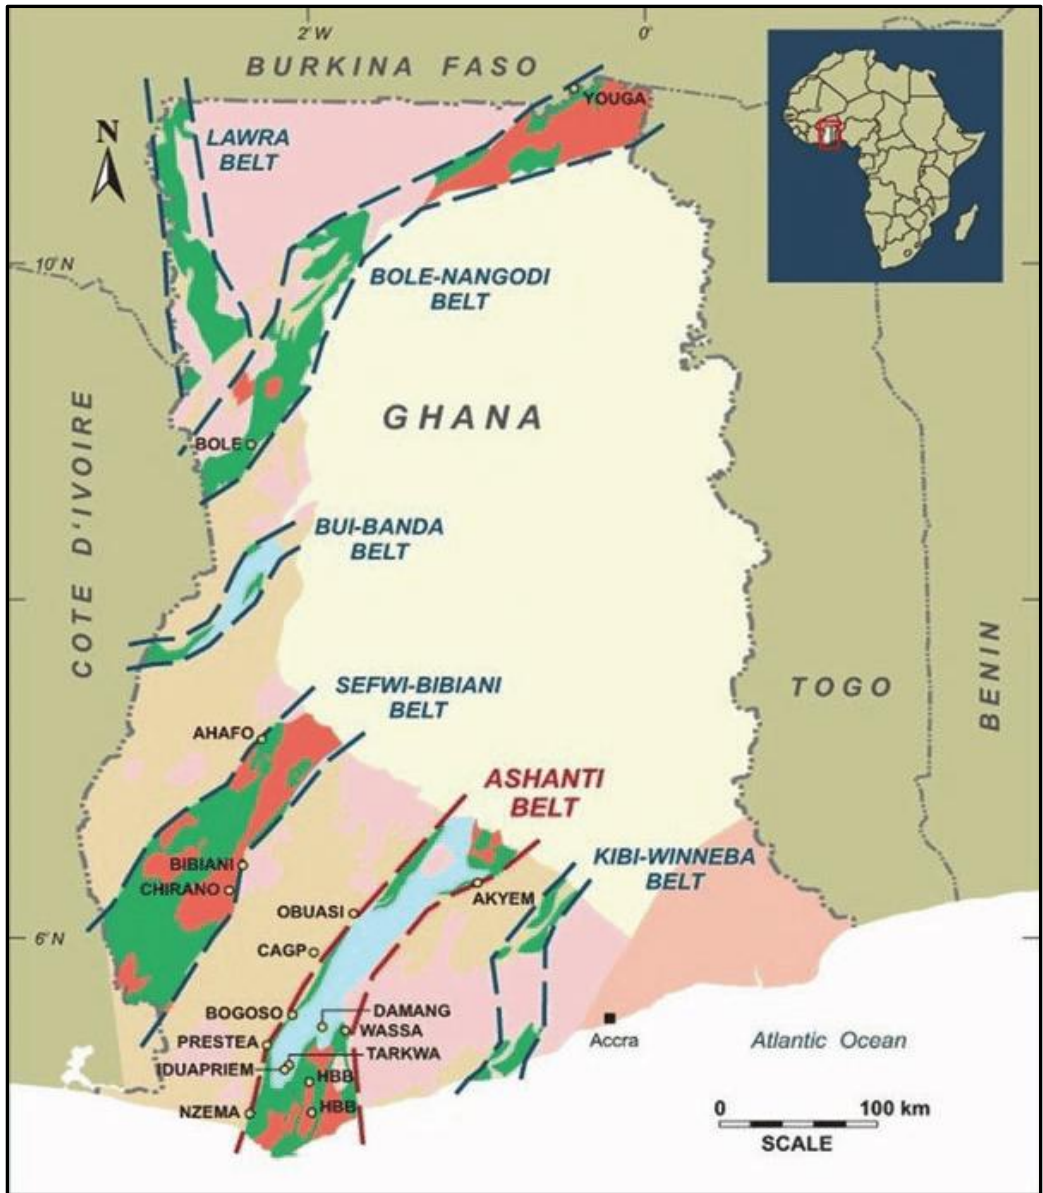 2° W
0°
BURKINA FASO
YOUGA
N
LAWRA
BELT
10° N
BOLE-NANGODI
BELT
GHANA
BOLE
COTE D'IVOIRE
BUI-BANDA
BELT
SEFWI-BIBIANI
BELT
TOGO
BENIN
AHAFO
ASHANTI
BELT
KIBI-WINNEBA
BELT
BIBIANI
CHIRANO
AKYEM
OBUASI
6° N
CAGP
BOGOSO
DAMANG
WASSA
PRESTEA
TARKWA
IDUAPRIEM
HBB
NZEMA
HBB
Accra
Atlantic Ocean
0
100 km
SCALE